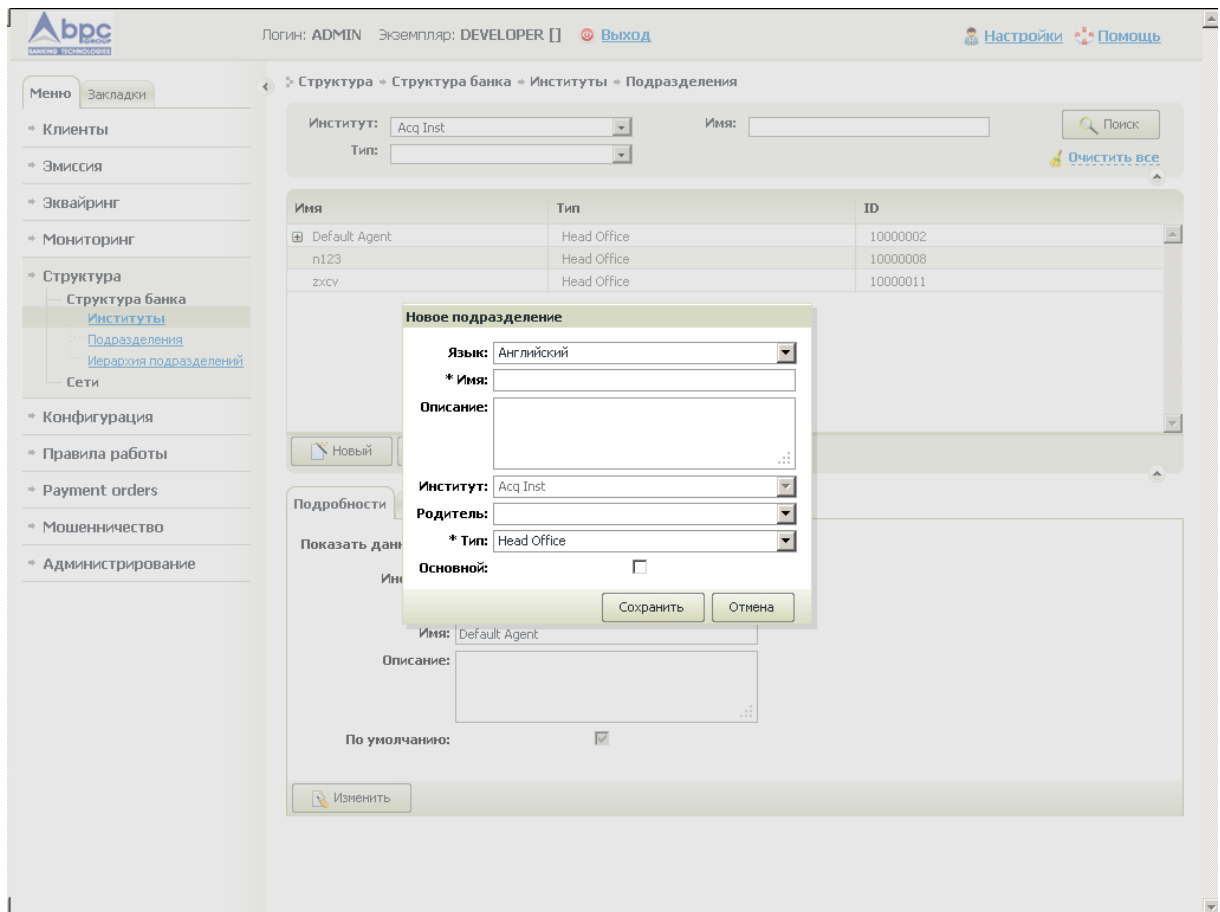 bpc
GROUP
BANKING TECHNOLOGIES
Логин: ADMIN Экземпляр: DEVELOPER [] Выход
Настройки Помощь
Меню Закладки
Клиенты
Эмиссия
Эквайринг
Мониторинг
Структура
Структура банка
Институты
Подразделения
Иерархия подразделений
Сети
Конфигурация
Правила работы
Payment orders
Мошенничество
Администрирование
Структура Структура банка Институты Подразделения
Институт: Acq Inst Имя: Поиск
Тип: Очистить все
Имя Тип ID
Default Agent Head Office 10000002
n123 Head Office 10000008
zxcv Head Office 10000011
Новое подразделение
Язык: Английский
* Имя:
Описание:
Институт: Acq Inst
Родитель:
* Тип: Head Office
Основной:
Сохранить Отмена
Новый
Подробности
Показать данн
Инс
Имя: Default Agent
Описание:
По умолчанию:
Изменить